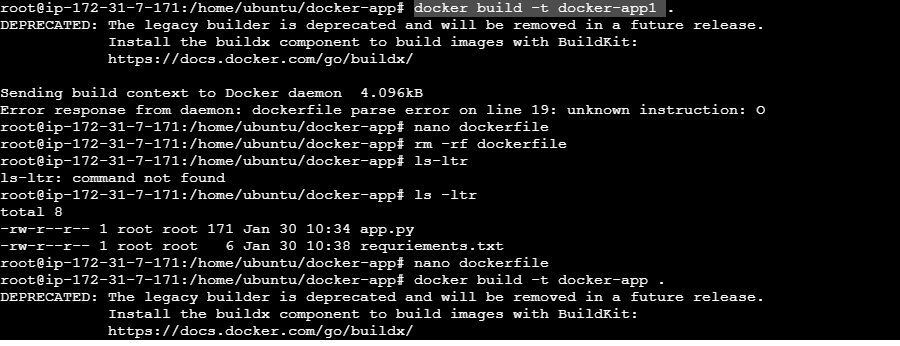 root@ip-172-31-7-171:/home/ubuntu/docker-app# docker build -t docker-app1 .
DEPRECATED: The legacy builder is deprecated and will be removed in a future release.
            Install the buildx component to build images with BuildKit:
            https://docs.docker.com/go/buildx/

Sending build context to Docker daemon  4.096kB
Error response from daemon: dockerfile parse error on line 19: unknown instruction: O
root@ip-172-31-7-171:/home/ubuntu/docker-app# nano dockerfile
root@ip-172-31-7-171:/home/ubuntu/docker-app# rm -rf dockerfile
root@ip-172-31-7-171:/home/ubuntu/docker-app# ls-ltr
ls-ltr: command not found
root@ip-172-31-7-171:/home/ubuntu/docker-app# ls -ltr
total 8
-rw-r--r-- 1 root root 171 Jan 30 10:34 app.py
-rw-r--r-- 1 root root   6 Jan 30 10:38 requriements.txt
root@ip-172-31-7-171:/home/ubuntu/docker-app# nano dockerfile
root@ip-172-31-7-171:/home/ubuntu/docker-app# docker build -t docker-app .
DEPRECATED: The legacy builder is deprecated and will be removed in a future release.
            Install the buildx component to build images with BuildKit:
            https://docs.docker.com/go/buildx/